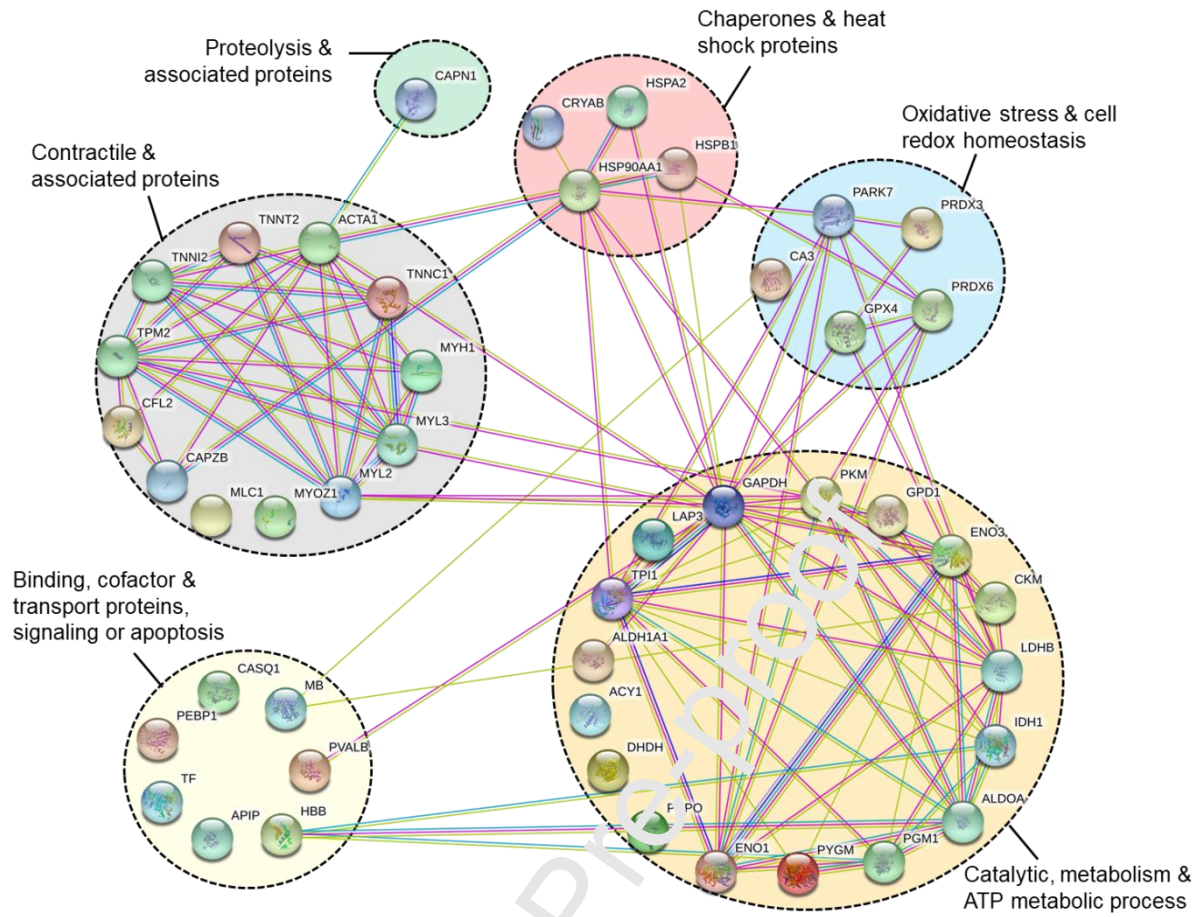 Chaperones & heat
shock proteins
Proteolysis &
associated proteins
CAPN1
HSPA2
CRYAB
HSPB1
HSP90AA1
Oxidative stress & cell
redox homeostasis
PARK7
PRDX3
CA3
PRDX6
GPX4
Contractile &
associated proteins
TNNT2
ACTA1
TNNI2
TNNC1
TPM2
MYH1
CFL2
MYL3
CAPZB
MYL2
MLC1
MYOZ1
GAPDH
PKM
GPD1
LAP3
ENO3
TPI1
CKM
ALDH1A1
LDHB
ACY1
IDH1
DHDH
ALDOA
ENO1
PYGM
PGM1
Binding, cofactor &
transport proteins,
signaling or apoptosis
CASQ1
MB
PEBP1
PVALB
TF
APIP
HBB
Catalytic, metabolism &
ATP metabolic process
Pre-proof